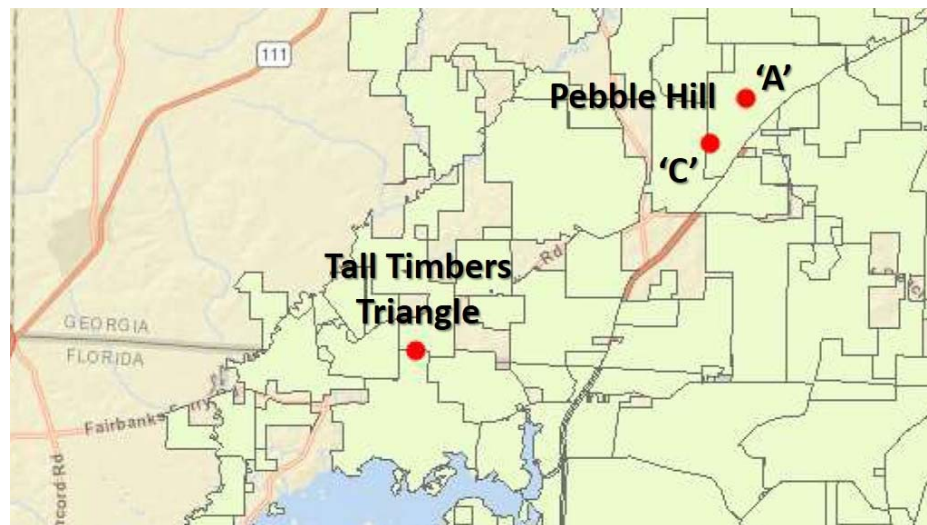 111
'A'
Pebble Hill
'C'
Rd
Tall Timbers
Triangle
GEORGIA
FLORIDA
Fairbanks
Rd